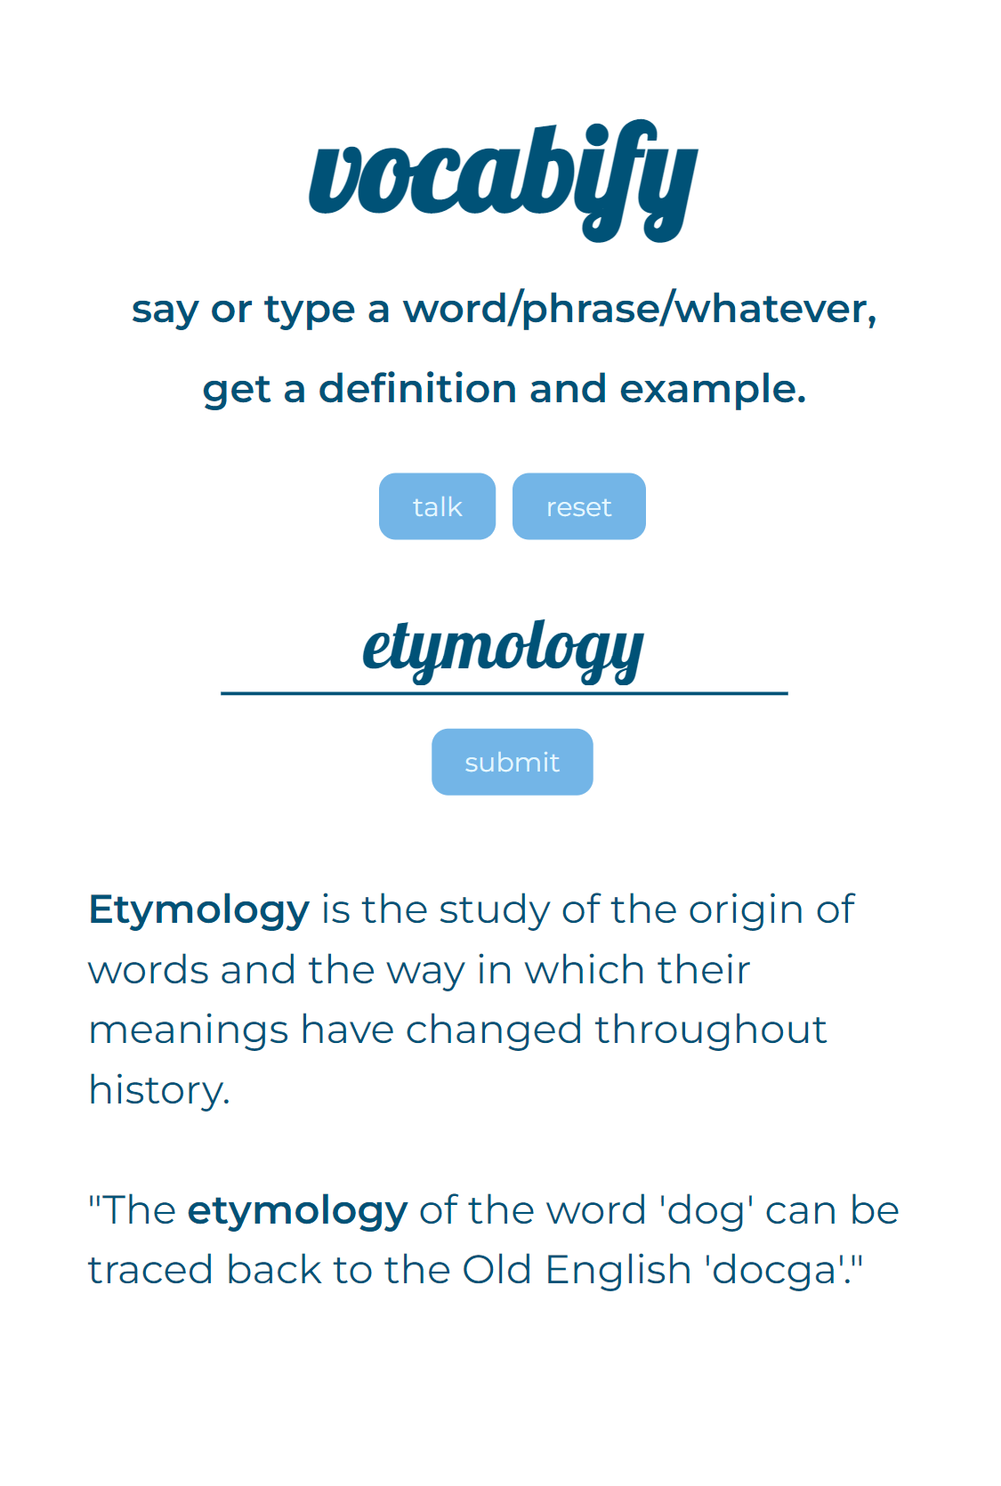 vocabify
say or type a word/phrase/whatever,
get a definition and example.
talk reset
etymology
submit
Etymology is the study of the origin of
words and the way in which their
meanings have changed throughout
history.
"The etymology of the word 'dog' can be
traced back to the Old English 'docga'."